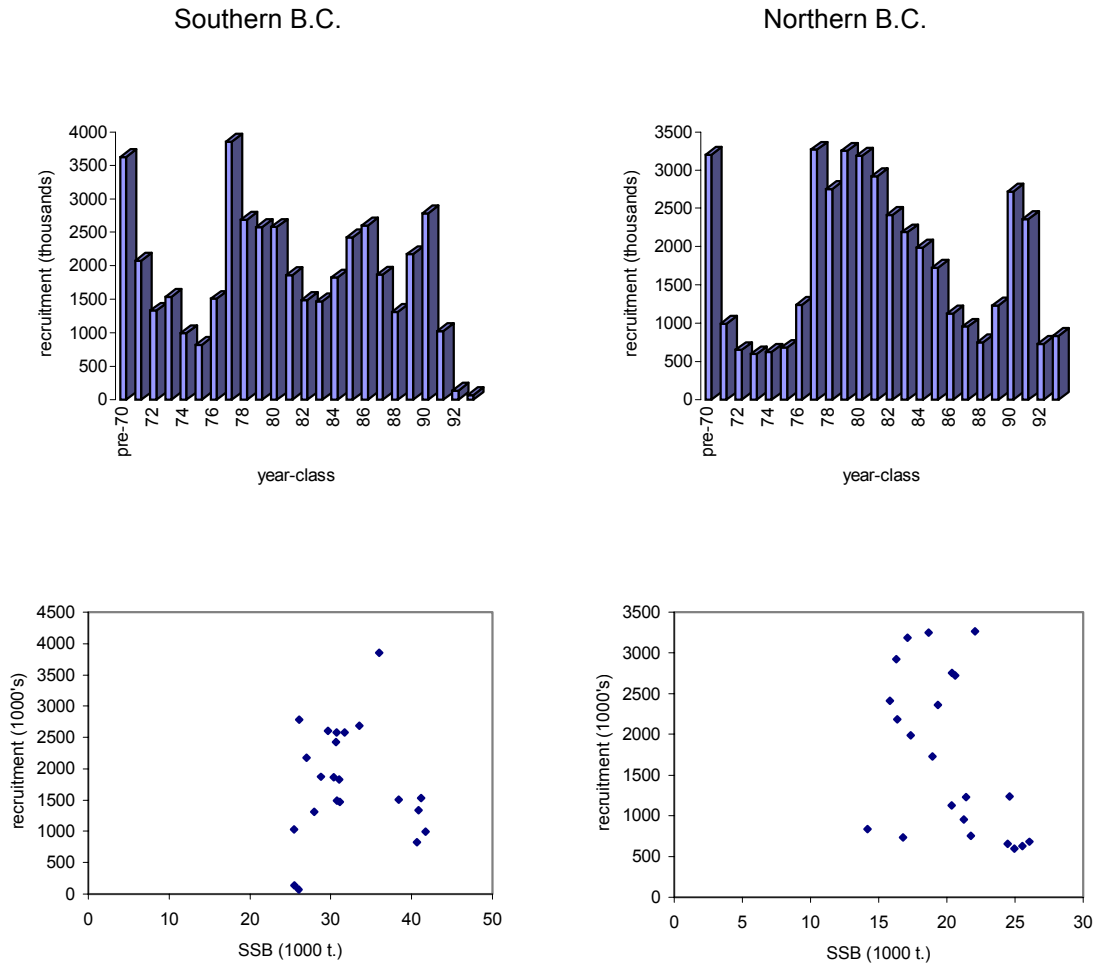 Southern B.C.
Northern B.C.
4000
3500
3000
2500
2000
1500
1000
500
0
recruitment (thousands)
pre-70 72 74 76 78 80 82 84 86 88 90 92
year-class
3500
3000
2500
2000
1500
1000
500
0
recruitment (thousands)
pre-70 72 74 76 78 80 82 84 86 88 90 92
year-class
4500
4000
3500
3000
2500
2000
1500
1000
500
0
recruitment (1000's)
0 10 20 30 40 50
SSB (1000 t.)
3500
3000
2500
2000
1500
1000
500
0
recruitment (1000's)
0 5 10 15 20 25 30
SSB (1000 t.)